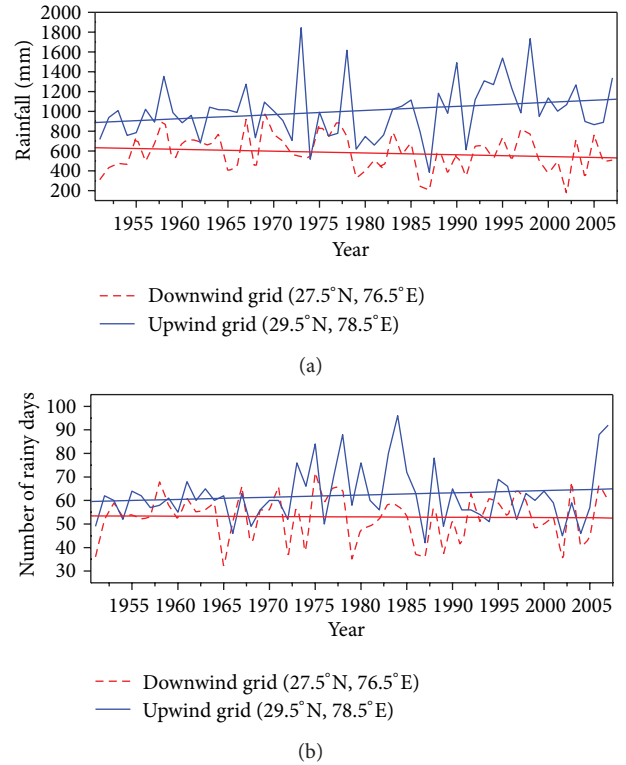 2000
1800
1600
1400
1200
1000
800
600
400
200
Rainfall (mm)
1955 1960 1965 1970 1975 1980 1985 1990 1995 2000 2005
Year
Downwind grid (27.5°N, 76.5°E)
Upwind grid (29.5°N, 78.5°E)
(a)
100
90
80
70
60
50
40
30
Number of rainy days
1955 1960 1965 1970 1975 1980 1985 1990 1995 2000 2005
Year
Downwind grid (27.5°N, 76.5°E)
Upwind grid (29.5°N, 78.5°E)
(b)